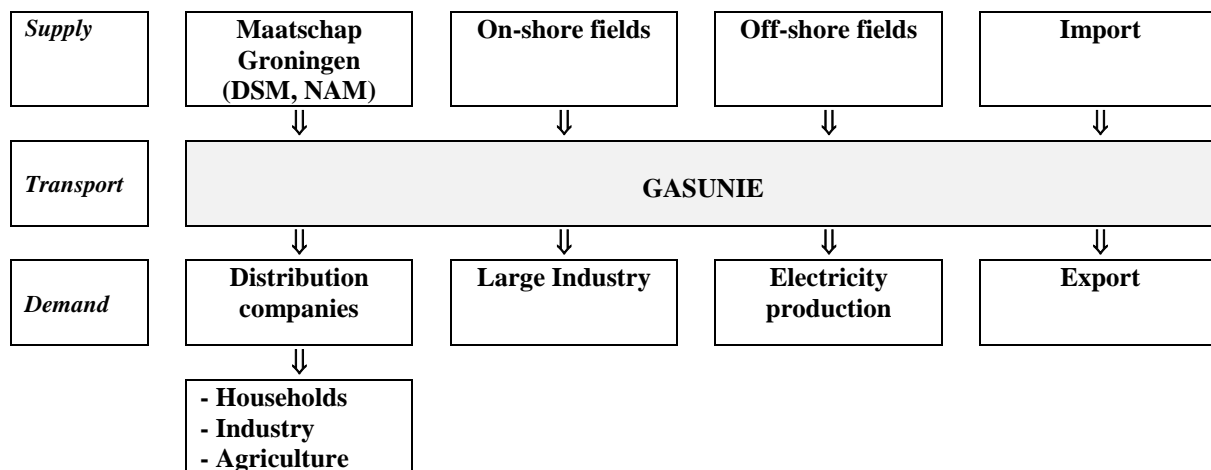 Supply
Maatschap
Groningen
(DSM, NAM)
On-shore fields
Off-shore fields
Import
Transport
GASUNIE
Demand
Distribution
companies
Large Industry
Electricity
production
Export
- Households
- Industry
- Agriculture